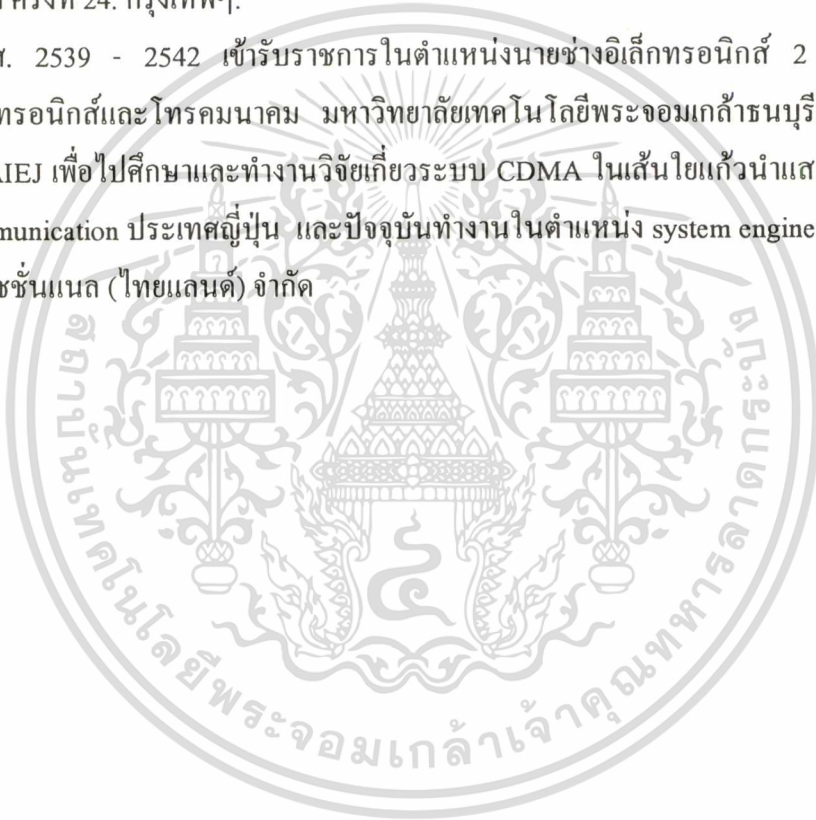 ครั้งที่ 24. กรุงเทพฯ.
ศ. 2539 - 2542 เข้ารับราชการในตำแหน่งนายช่างอิเล็กทรอนิกส์ 2
ทรอนิกส์และโทรคมนาคม มหาวิทยาลัยเทคโนโลยีพระจอมเกล้าธนบุรี
AIEJ เพื่อไปศึกษาและทำงานวิจัยเกี่ยวระบบ CDMA ในเส้นใยแก้วนำแส
munication ประเทศญี่ปุ่น และปัจจุบันทำงานในตำแหน่ง system engine
ชชั่นแนล (ไทยแลนด์) จำกัด
สถาบันเทคโนโลยีพระจอมเกล้าเจ้าคุณทหารลาดกระบัง